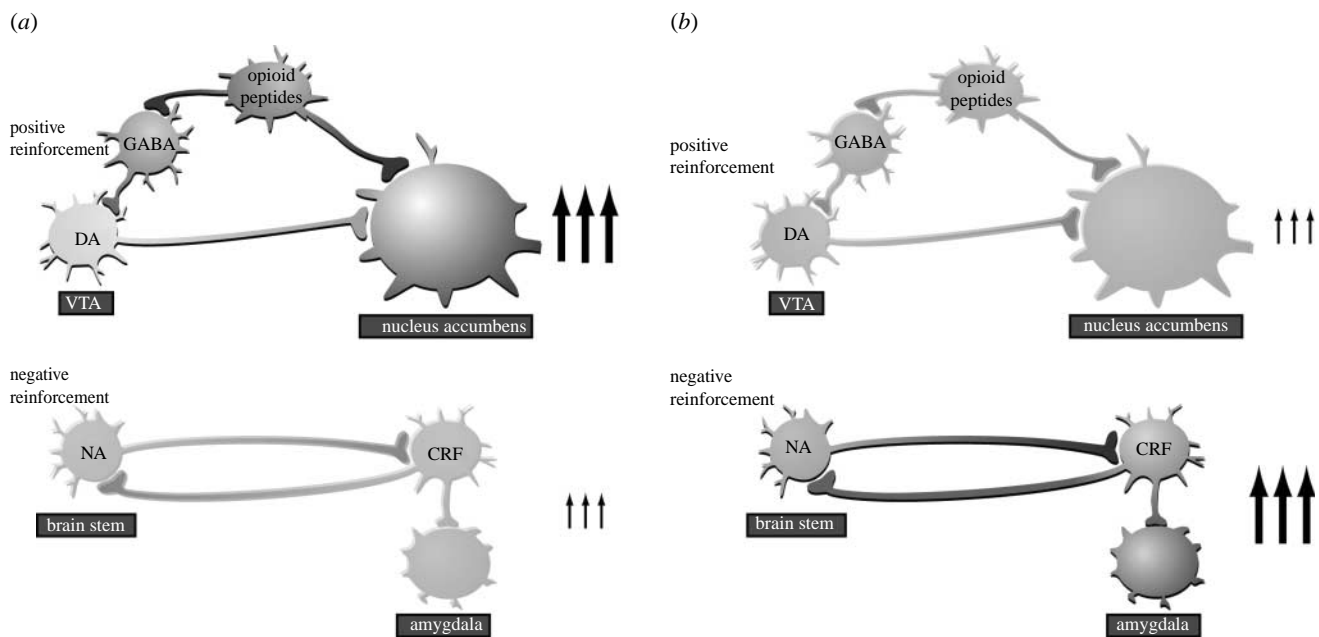 (a)
opioid
peptides
positive
reinforcement
GABA
DA
VTA
nucleus accumbens
negative
reinforcement
NA
CRF
brain stem
amygdala
(b)
opioid
peptides
positive
reinforcement
GABA
DA
VTA
nucleus accumbens
negative
reinforcement
NA
CRF
brain stem
amygdala